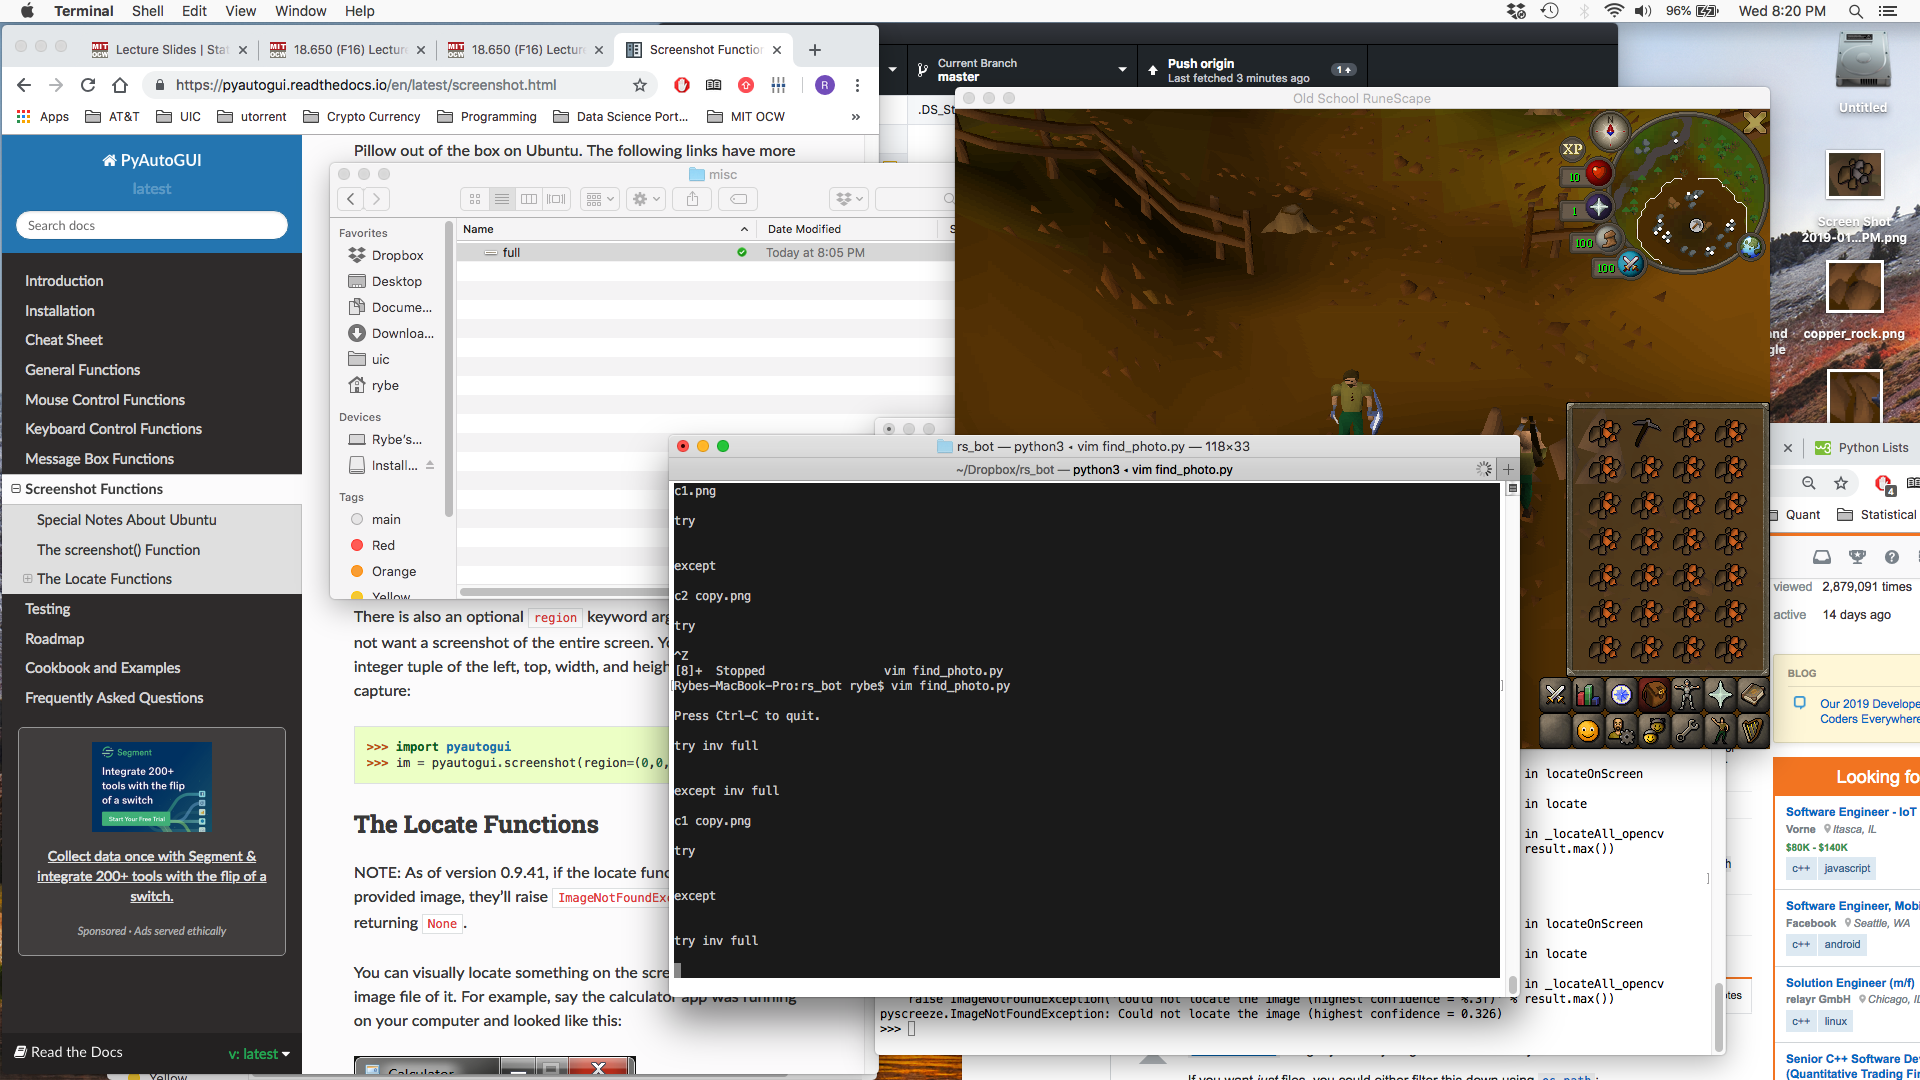 Terminal Shell Edit View Window Help
96% Wed 8:20 PM
Lecture Slides | Stat
18.650 (F16) Lectur
18.650 (F16) Lectur
Screenshot Function
https://pyautogui.readthedocs.io/en/latest/screenshot.html
R
Apps AT&T UIC utorrent Crypto Currency Programming Data Science Port... MIT OCW »
PyAutoGUI
latest
Search docs
Introduction
Installation
Cheat Sheet
General Functions
Mouse Control Functions
Keyboard Control Functions
Message Box Functions
Screenshot Functions
Special Notes About Ubuntu
The screenshot() Function
The Locate Functions
Testing
Roadmap
Cookbook and Examples
Frequently Asked Questions
Segment
Integrate 200+
tools with the flip
of a switch
Start Your Free Trial
Collect data once with Segment &
integrate 200+ tools with the flip of a
switch.
Sponsored · Ads served ethically
Read the Docs
v: latest
Pillow out of the box on Ubuntu. The following links have more
misc
Favorites
Dropbox
Desktop
Docume...
Downloa...
uic
rybe
Devices
Rybe's...
Install...
Tags
main
Red
Orange
Yellow
Name
Date Modified
S
full
Today at 8:05 PM
There is also an optional region keyword arg
not want a screenshot of the entire screen. Yo
integer tuple of the left, top, width, and heigh
capture:
>>> import pyautogui
>>> im = pyautogui.screenshot(region=(0,0,
The Locate Functions
NOTE: As of version 0.9.41, if the locate func
provided image, they'll raise ImageNotFoundExc
returning None.
You can visually locate something on the scre
image file of it. For example, say the calculator app was running
on your computer and looked like this:
Calculator
Yellow
Current Branch
master
Push origin
Last fetched 3 minutes ago
1
.DS_St
Old School RuneScape
N
XP
10
1
100
100
rs_bot — python3 ◂ vim find_photo.py — 118×33
~/Dropbox/rs_bot — python3 ◂ vim find_photo.py
c1.png
try
except
c2 copy.png
try
^Z
[8]+ Stopped vim find_photo.py
Rybes-MacBook-Pro:rs_bot rybe$ vim find_photo.py
Press Ctrl-C to quit.
try inv full
except inv full
c1 copy.png
try
except
try inv full
in locateOnScreen
in locate
in _locateAll_opencv
result.max())
in locateOnScreen
in locate
in _locateAll_opencv
raise ImageNotFoundException('Could not locate the image (highest confidence = %.3f)' % result.max())
pyscreeze.ImageNotFoundException: Could not locate the image (highest confidence = 0.326)
>>>
If you want just files, you could either filter this down using os.path:
Untitled
Screen Shot
2019-01...PM.png
copper_rock.png
and
gle
Python Lists
4
Quant
Statistical
viewed 2,879,091 times
active 14 days ago
BLOG
Our 2019 Develope
Coders Everywhere
Looking fo
Software Engineer - IoT
Vorne Itasca, IL
$80K - $140K
c++ javascript
Software Engineer, Mobi
Facebook Seattle, WA
c++ android
Solution Engineer (m/f)
relayr GmbH Chicago, IL
c++ linux
Senior C++ Software De
(Quantitative Trading Fi